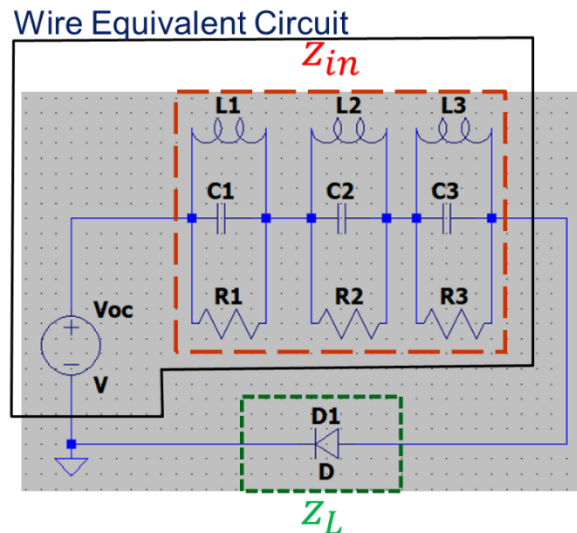 Wire Equivalent Circuit
Z_in
L1 L2 L3
C1 C2 C3
R1 R2 R3
Voc
+
−
V
D1
D
Z_L